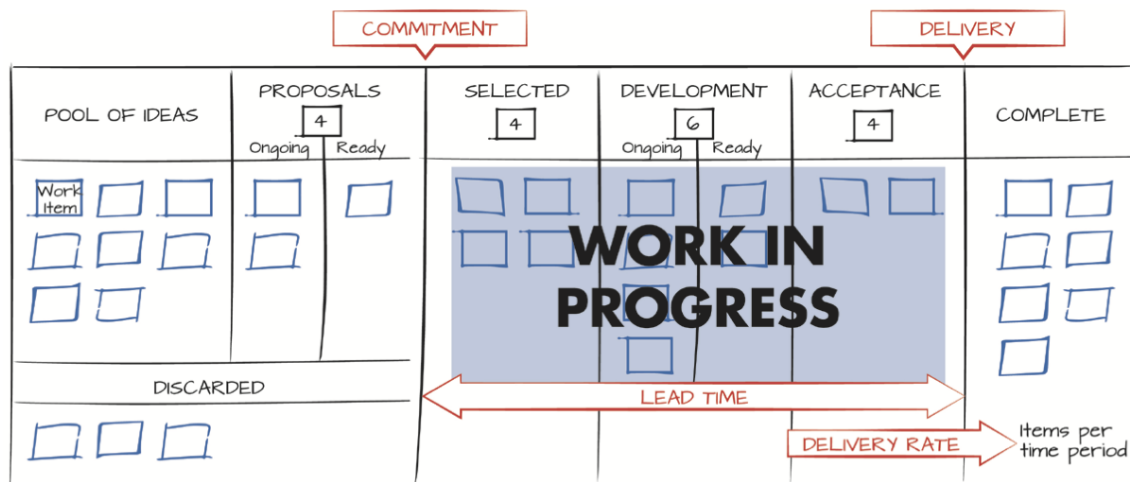 COMMITMENT
DELIVERY
POOL OF IDEAS
PROPOSALS
4
Ongoing Ready
SELECTED
4
DEVELOPMENT
6
Ongoing Ready
ACCEPTANCE
4
COMPLETE
Work
Item
WORK IN
PROGRESS
DISCARDED
LEAD TIME
DELIVERY RATE
Items per
time period